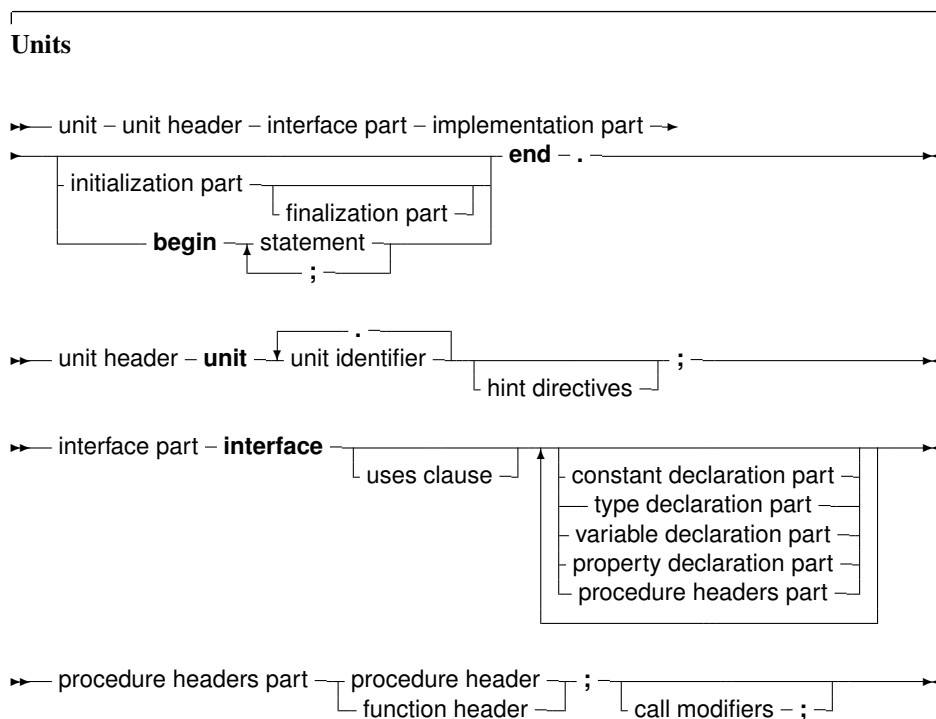 Units
unit – unit header – interface part – implementation part
end – .
initialization part
finalization part
begin statement
;
.
unit header – unit unit identifier ;
hint directives
interface part – interface
uses clause constant declaration part
type declaration part
variable declaration part
property declaration part
procedure headers part
procedure headers part procedure header ;
function header call modifiers – ;